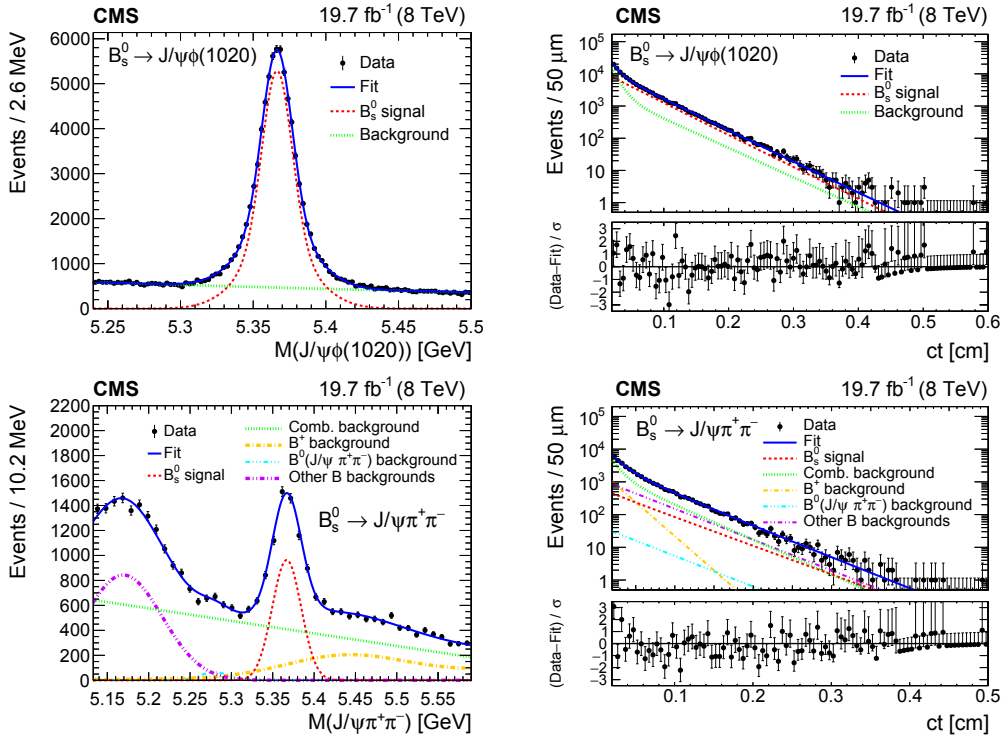 CMS 19.7 fb⁻¹ (8 TeV)
B⁰ₛ → J/ψϕ(1020)
Data
Fit
B⁰ₛ signal
Background
Events / 2.6 MeV
6000
5000
4000
3000
2000
1000
0
5.25 5.3 5.35 5.4 5.45 5.5
M(J/ψϕ(1020)) [GeV]
CMS 19.7 fb⁻¹ (8 TeV)
B⁰ₛ → J/ψϕ(1020)
Data
Fit
B⁰ₛ signal
Background
Events / 50 μm
10⁵
10⁴
10³
10²
10
1
(Data–Fit) / σ
3
2
1
0
−1
−2
−3
0.1 0.2 0.3 0.4 0.5 0.6
ct [cm]
CMS 19.7 fb⁻¹ (8 TeV)
Data
Fit
B⁰ₛ signal
Comb. background
B⁺ background
B⁰(J/ψ π⁺π⁻) background
Other B backgrounds
B⁰ₛ → J/ψπ⁺π⁻
Events / 10.2 MeV
2200
2000
1800
1600
1400
1200
1000
800
600
400
200
0
5.15 5.2 5.25 5.3 5.35 5.4 5.45 5.5 5.55
M(J/ψπ⁺π⁻) [GeV]
CMS 19.7 fb⁻¹ (8 TeV)
B⁰ₛ → J/ψπ⁺π⁻
Data
Fit
B⁰ₛ signal
Comb. background
B⁺ background
B⁰(J/ψ π⁺π⁻) background
Other B backgrounds
Events / 50 μm
10⁵
10⁴
10³
10²
10
1
(Data–Fit) / σ
3
2
1
0
−1
−2
−3
0.1 0.2 0.3 0.4 0.5
ct [cm]